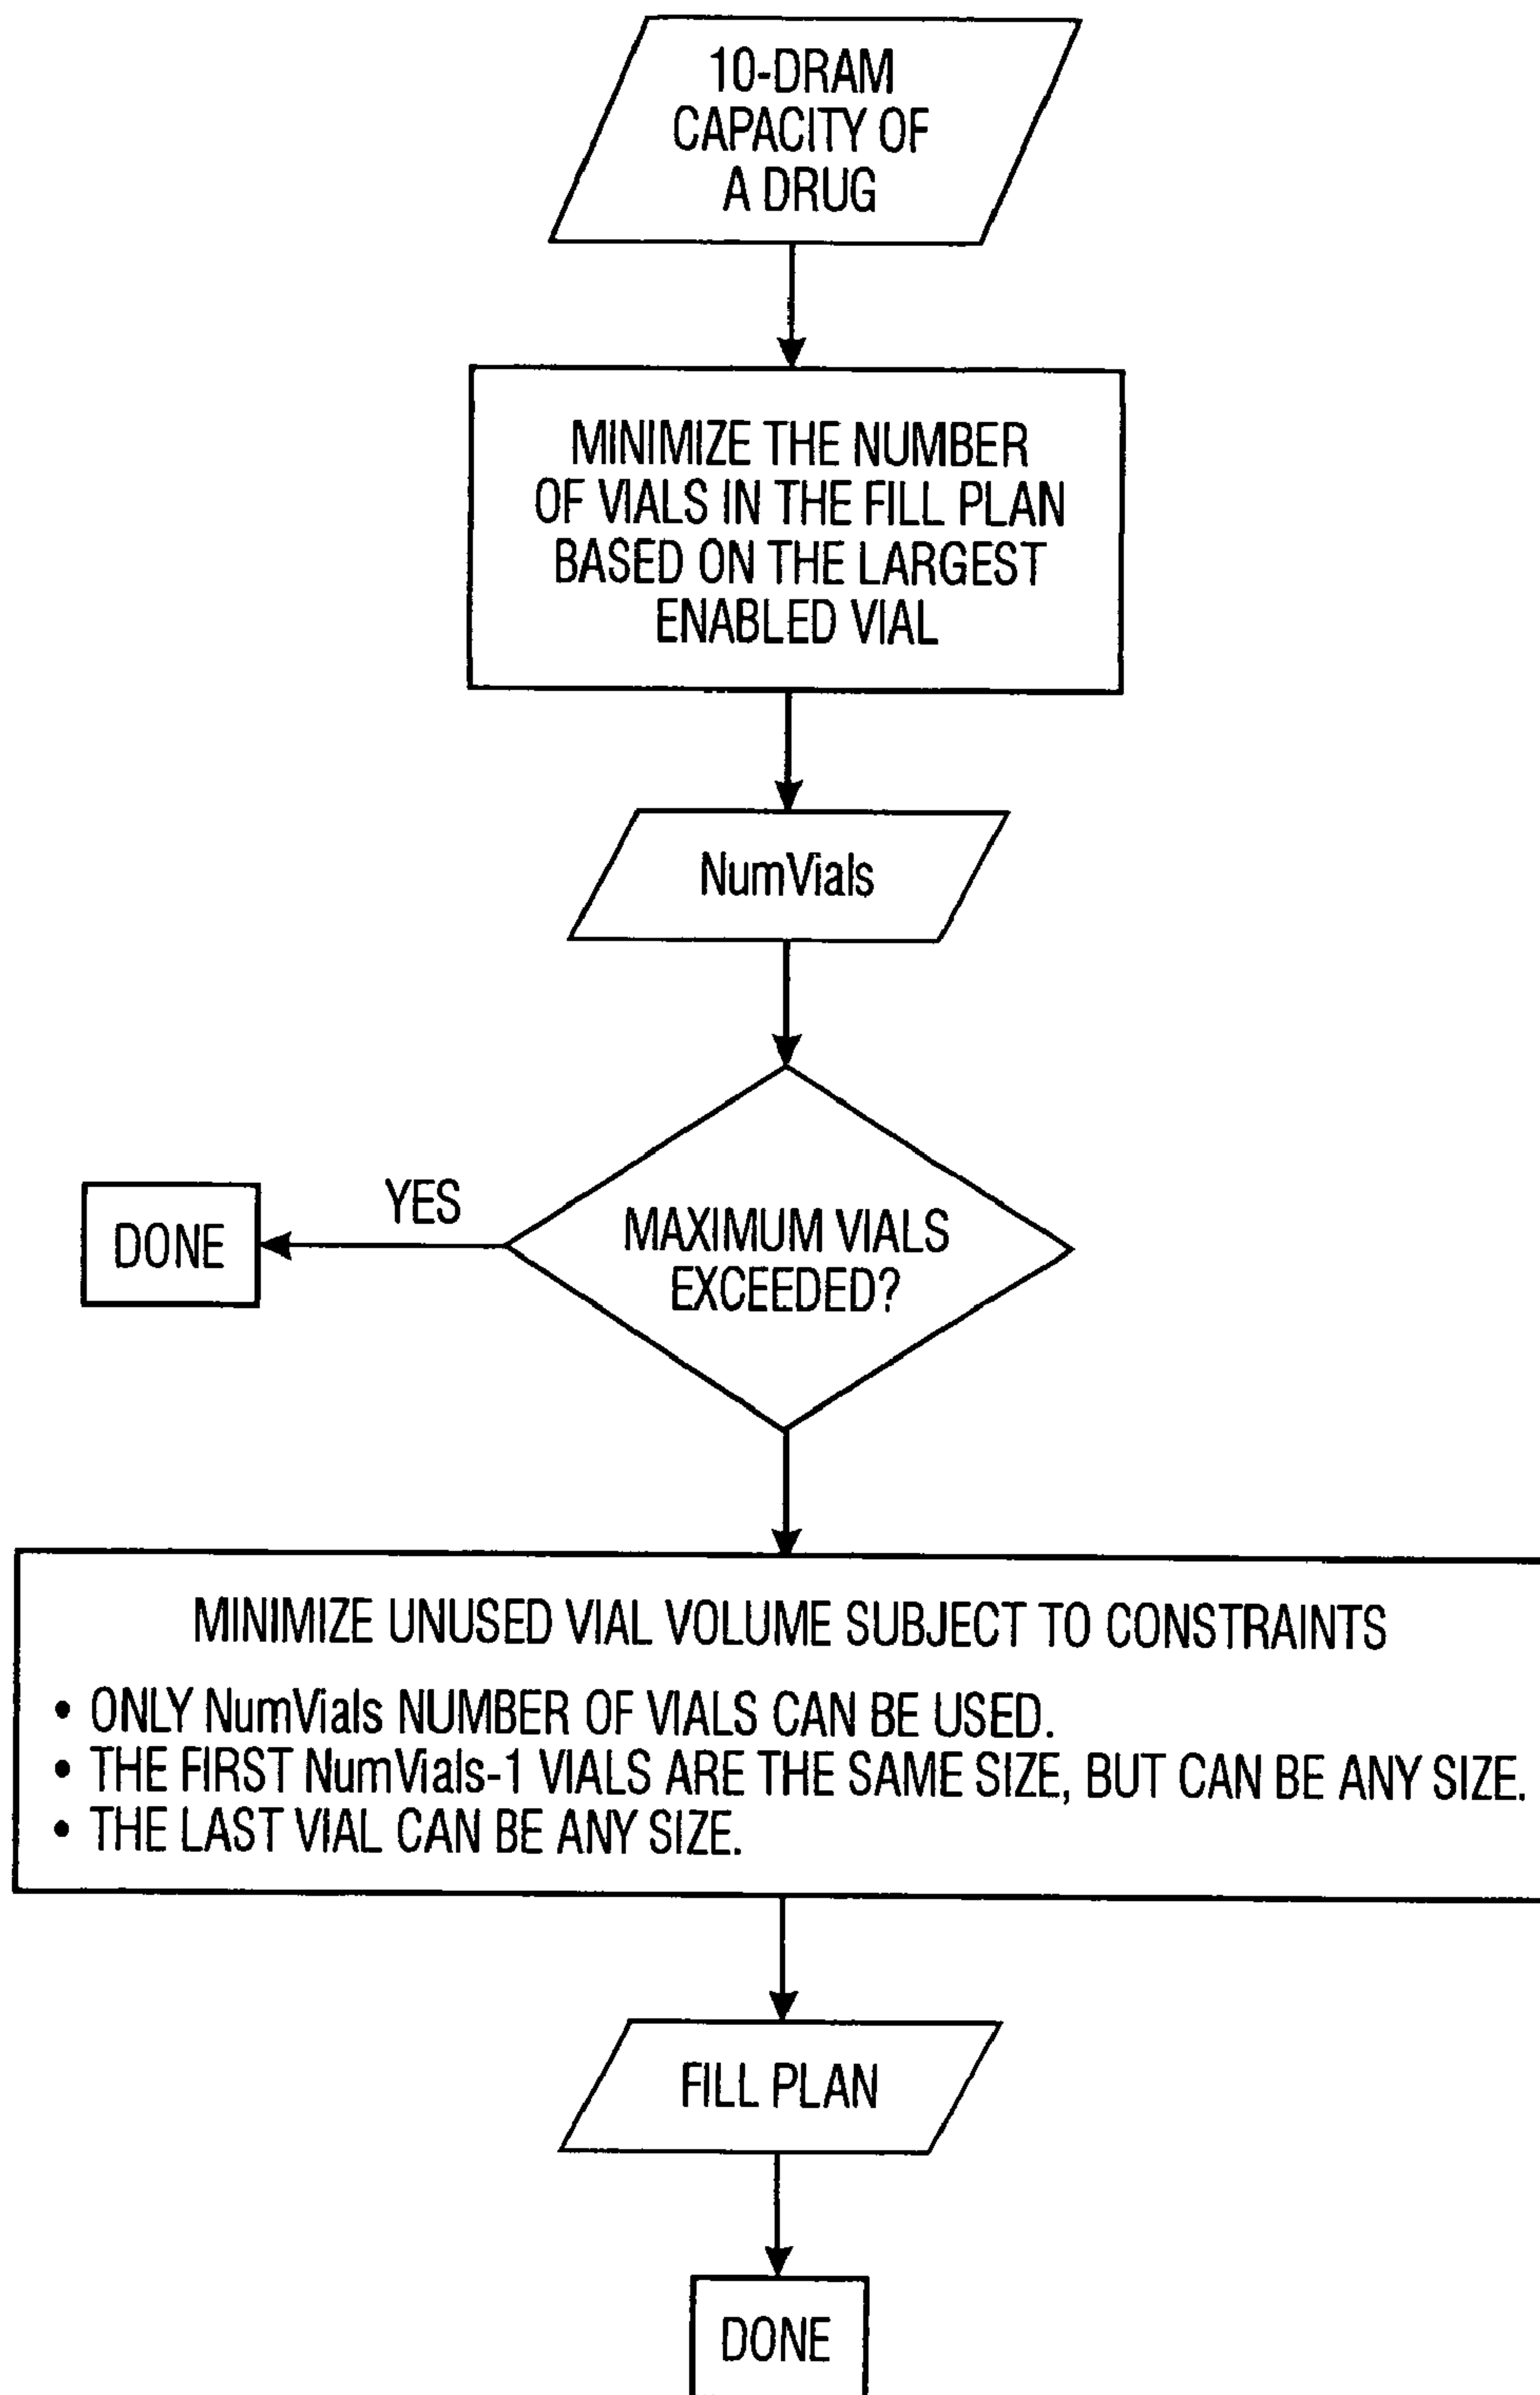 10-DRAM
CAPACITY OF
A DRUG
MINIMIZE THE NUMBER
OF VIALS IN THE FILL PLAN
BASED ON THE LARGEST
ENABLED VIAL
NumVials
YES
DONE
MAXIMUM VIALS
EXCEEDED?
MINIMIZE UNUSED VIAL VOLUME SUBJECT TO CONSTRAINTS
• ONLY NumVials NUMBER OF VIALS CAN BE USED.
• THE FIRST NumVials-1 VIALS ARE THE SAME SIZE, BUT CAN BE ANY SIZE.
• THE LAST VIAL CAN BE ANY SIZE.
FILL PLAN
DONE